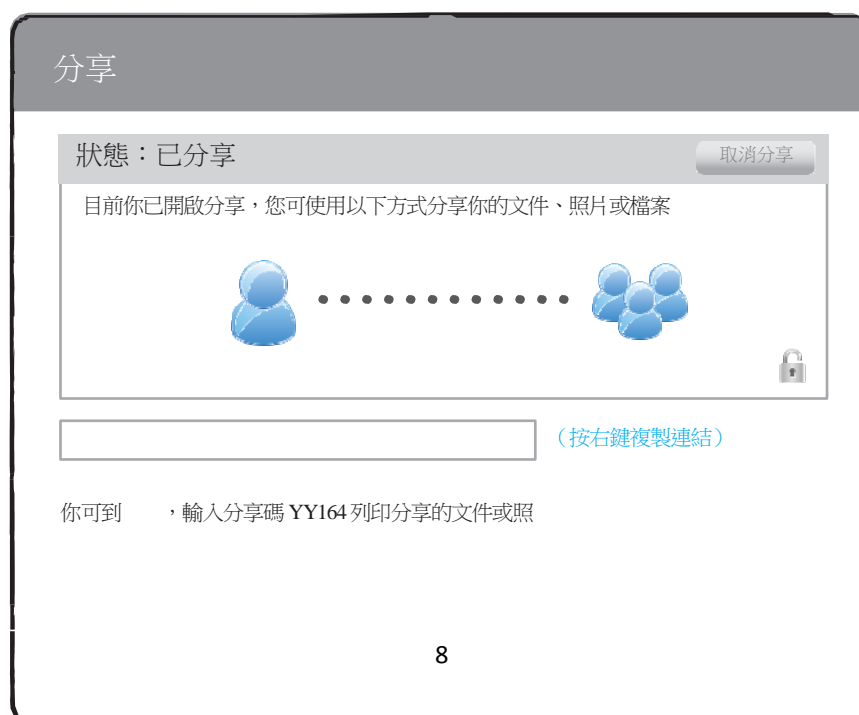 分享
狀態：已分享
取消分享
目前你已開啟分享，您可使用以下方式分享你的文件、照片或檔案
（按右鍵複製連結）
你可到　　，輸入分享碼 YY164 列印分享的文件或照
8